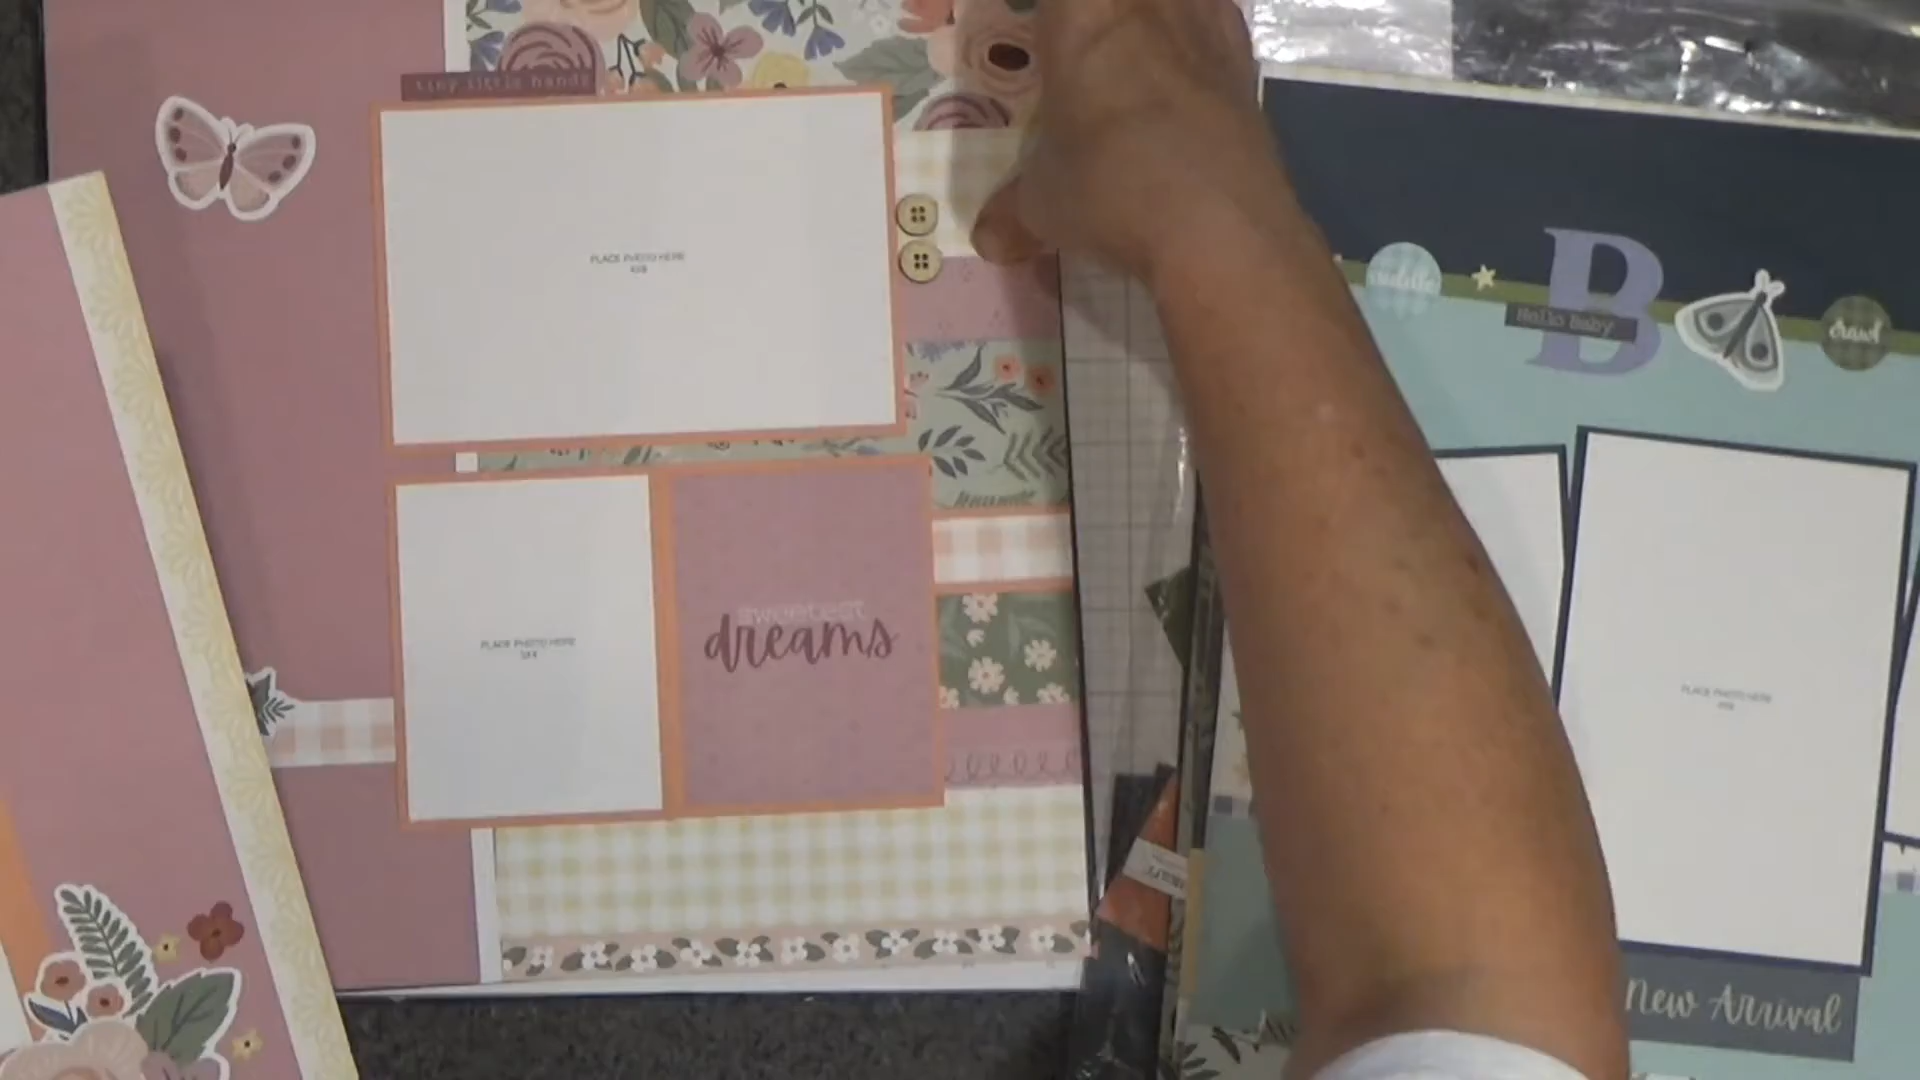 tiny little hands
PLACE PHOTO HERE
4X6
PLACE PHOTO HERE
3X4
sweetest
dreams
cuddle
Hello Baby
crawl
PLACE PHOTO HERE
4X6
New Arrival
B